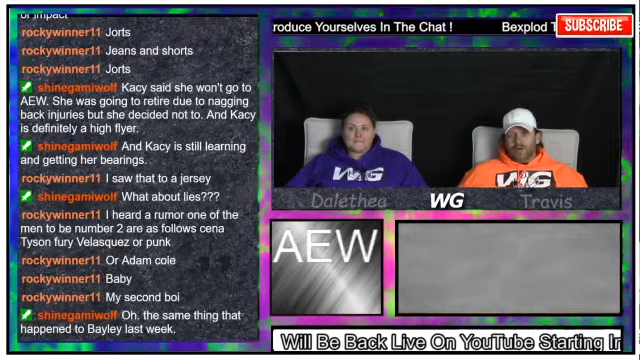 of impact
rockywinner11 Jorts
rockywinner11 Jeans and shorts
rockywinner11 Jorts
shinegamiwolf Kacy said she won't go to
AEW. She was going to retire due to nagging
back injuries but she decided not to. And Kacy
is definitely a high flyer.
shinegamiwolf And Kacy is still learning
and getting her bearings.
rockywinner11 I saw that to a jersey
shinegamiwolf What about lies???
rockywinner11 I heard a rumor one of the
men to be number 2 are as follows cena
Tyson fury Velasquez or punk
rockywinner11 Or Adam cole
rockywinner11 Baby
rockywinner11 My second boi
shinegamiwolf Oh. the same thing that
happened to Bayley last week.
roduce Yourselves In The Chat ! Bexplod T
SUBSCRIBE
WG
WG
Dalethea WG Travis
AEW
Will Be Back Live On YouTube Starting In